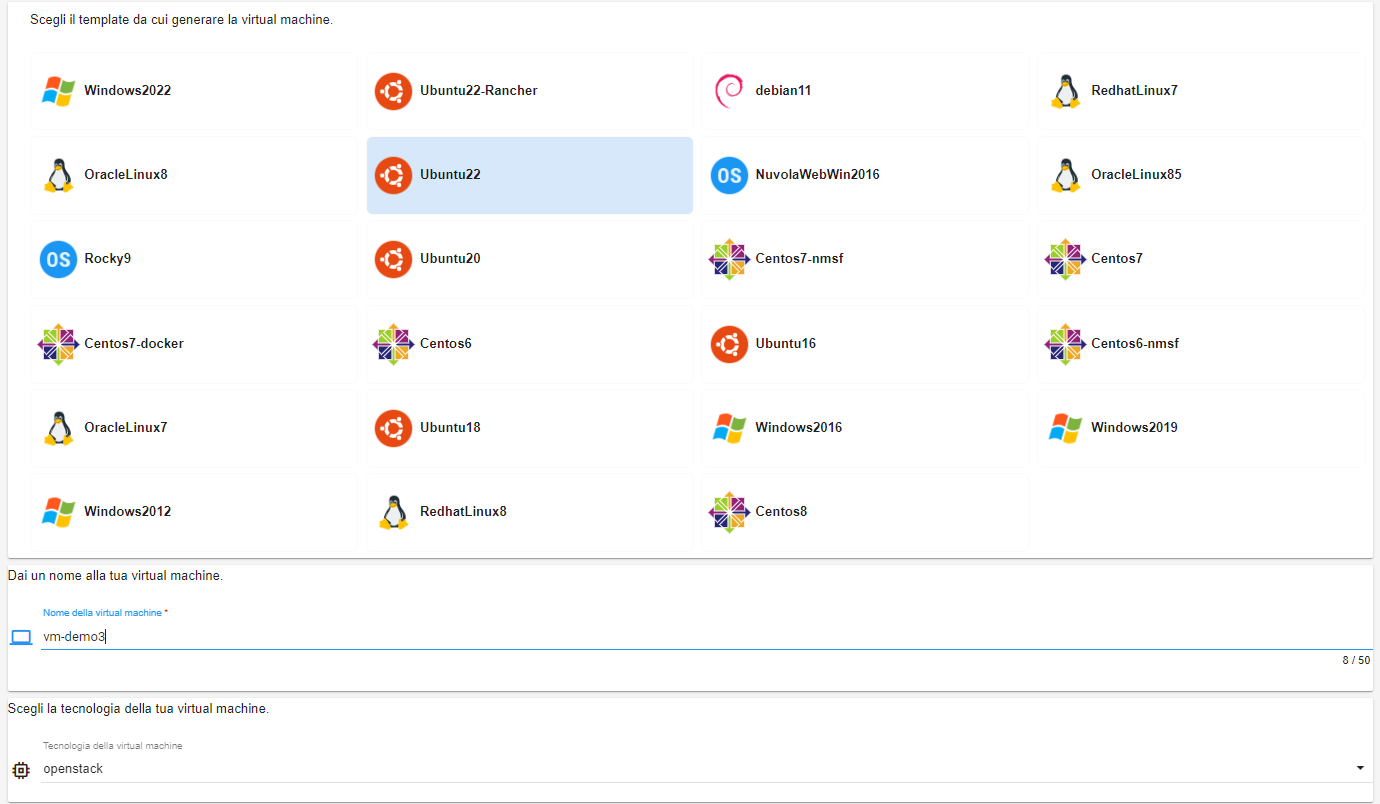 Scegli il template da cui generare la virtual machine.
Windows2022
Ubuntu22-Rancher
debian11
RedhatLinux7
OracleLinux8
Ubuntu22
OS NuvolaWebWin2016
OracleLinux85
OS Rocky9
Ubuntu20
Centos7-nmsf
Centos7
Centos7-docker
Centos6
Ubuntu16
Centos6-nmsf
OracleLinux7
Ubuntu18
Windows2016
Windows2019
Windows2012
RedhatLinux8
Centos8
Dai un nome alla tua virtual machine.
Nome della virtual machine *
vm-demo3
8 / 50
Scegli la tecnologia della tua virtual machine.
Tecnologia della virtual machine
openstack